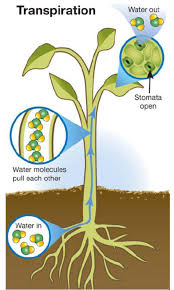 Transpiration
Water out
Stomata
open
Water molecules
pull each other
Water in